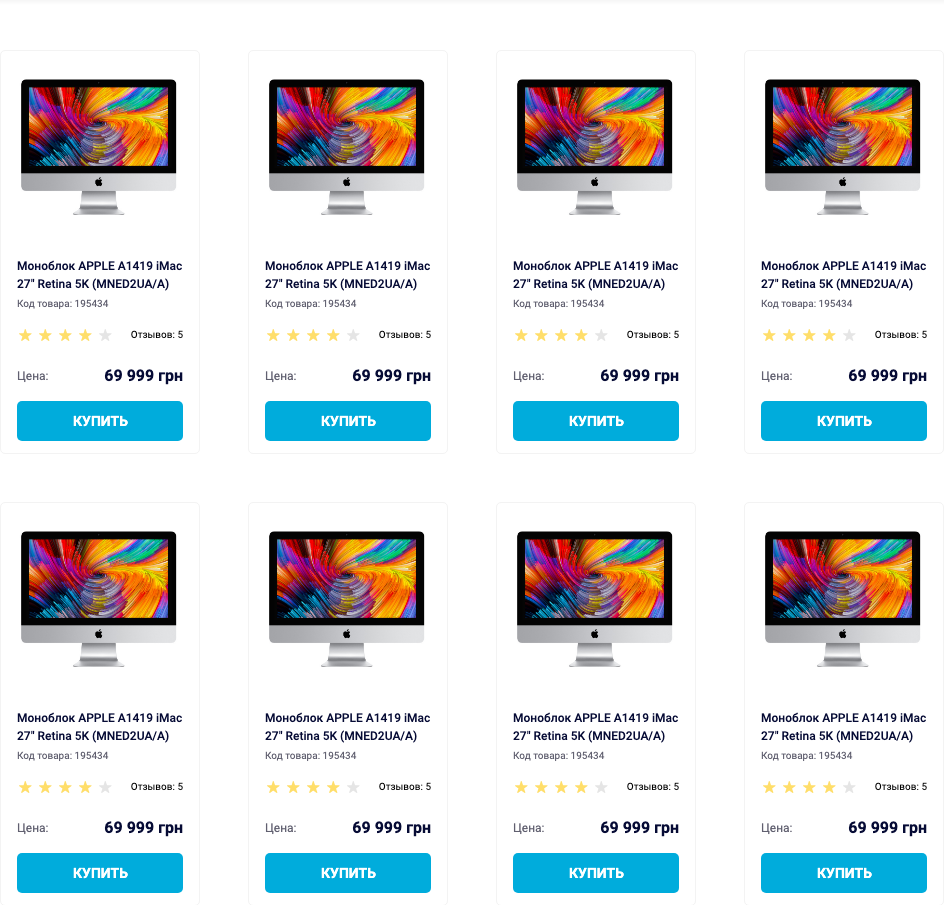 Моноблок APPLE A1419 iMac
27" Retina 5K (MNED2UA/A)
Код товара: 195434
Отзывов: 5
Цена: 69 999 грн
КУПИТЬ
Моноблок APPLE A1419 iMac
27" Retina 5K (MNED2UA/A)
Код товара: 195434
Отзывов: 5
Цена: 69 999 грн
КУПИТЬ
Моноблок APPLE A1419 iMac
27" Retina 5K (MNED2UA/A)
Код товара: 195434
Отзывов: 5
Цена: 69 999 грн
КУПИТЬ
Моноблок APPLE A1419 iMac
27" Retina 5K (MNED2UA/A)
Код товара: 195434
Отзывов: 5
Цена: 69 999 грн
КУПИТЬ
Моноблок APPLE A1419 iMac
27" Retina 5K (MNED2UA/A)
Код товара: 195434
Отзывов: 5
Цена: 69 999 грн
КУПИТЬ
Моноблок APPLE A1419 iMac
27" Retina 5K (MNED2UA/A)
Код товара: 195434
Отзывов: 5
Цена: 69 999 грн
КУПИТЬ
Моноблок APPLE A1419 iMac
27" Retina 5K (MNED2UA/A)
Код товара: 195434
Отзывов: 5
Цена: 69 999 грн
КУПИТЬ
Моноблок APPLE A1419 iMac
27" Retina 5K (MNED2UA/A)
Код товара: 195434
Отзывов: 5
Цена: 69 999 грн
КУПИТЬ